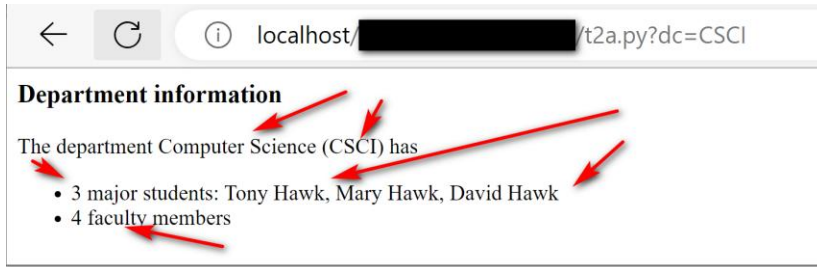 localhost/ /t2a.py?dc=CSCI
Department information
The department Computer Science (CSCI) has
• 3 major students: Tony Hawk, Mary Hawk, David Hawk
• 4 faculty members